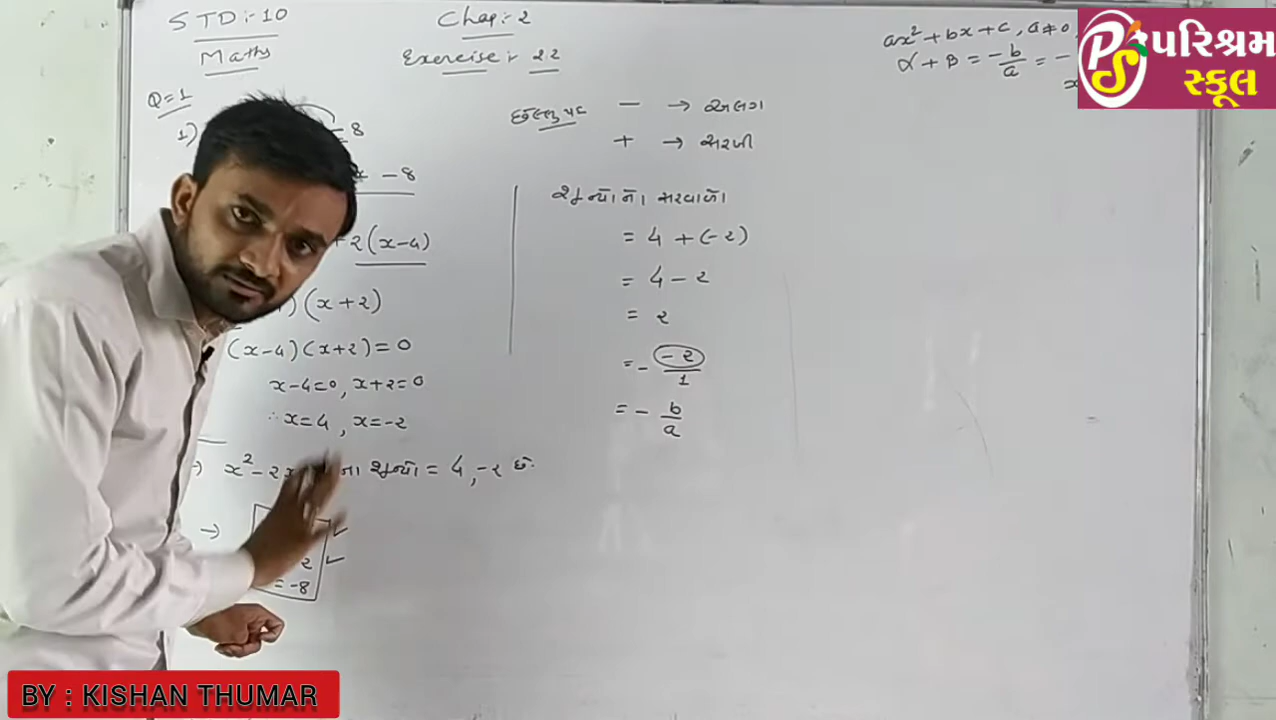 STD:- 10
Maths
Chap:- 2
Exercise:- 2.2
ax² + bx + c, a ≠ 0,
α + β = -b/a = -
પરિશ્રમ
સ્કૂલ
PS
Q=1
1)
= 8
x - 8
+ 2(x-4)
)(x+2)
(x-4)(x+2)=0
x-4=0, x+2=0
∴ x=4, x=-2
→ x² - 2x ના શૂન્યો = 4, -2 છે.
→
2
= -8
છેલ્લુ પદ - → અલગ
+ → સરખી
શૂન્યોનો સરવાળો
= 4 + (-2)
= 4 - 2
= 2
= - -2/1
= - b/a
BY : KISHAN THUMAR